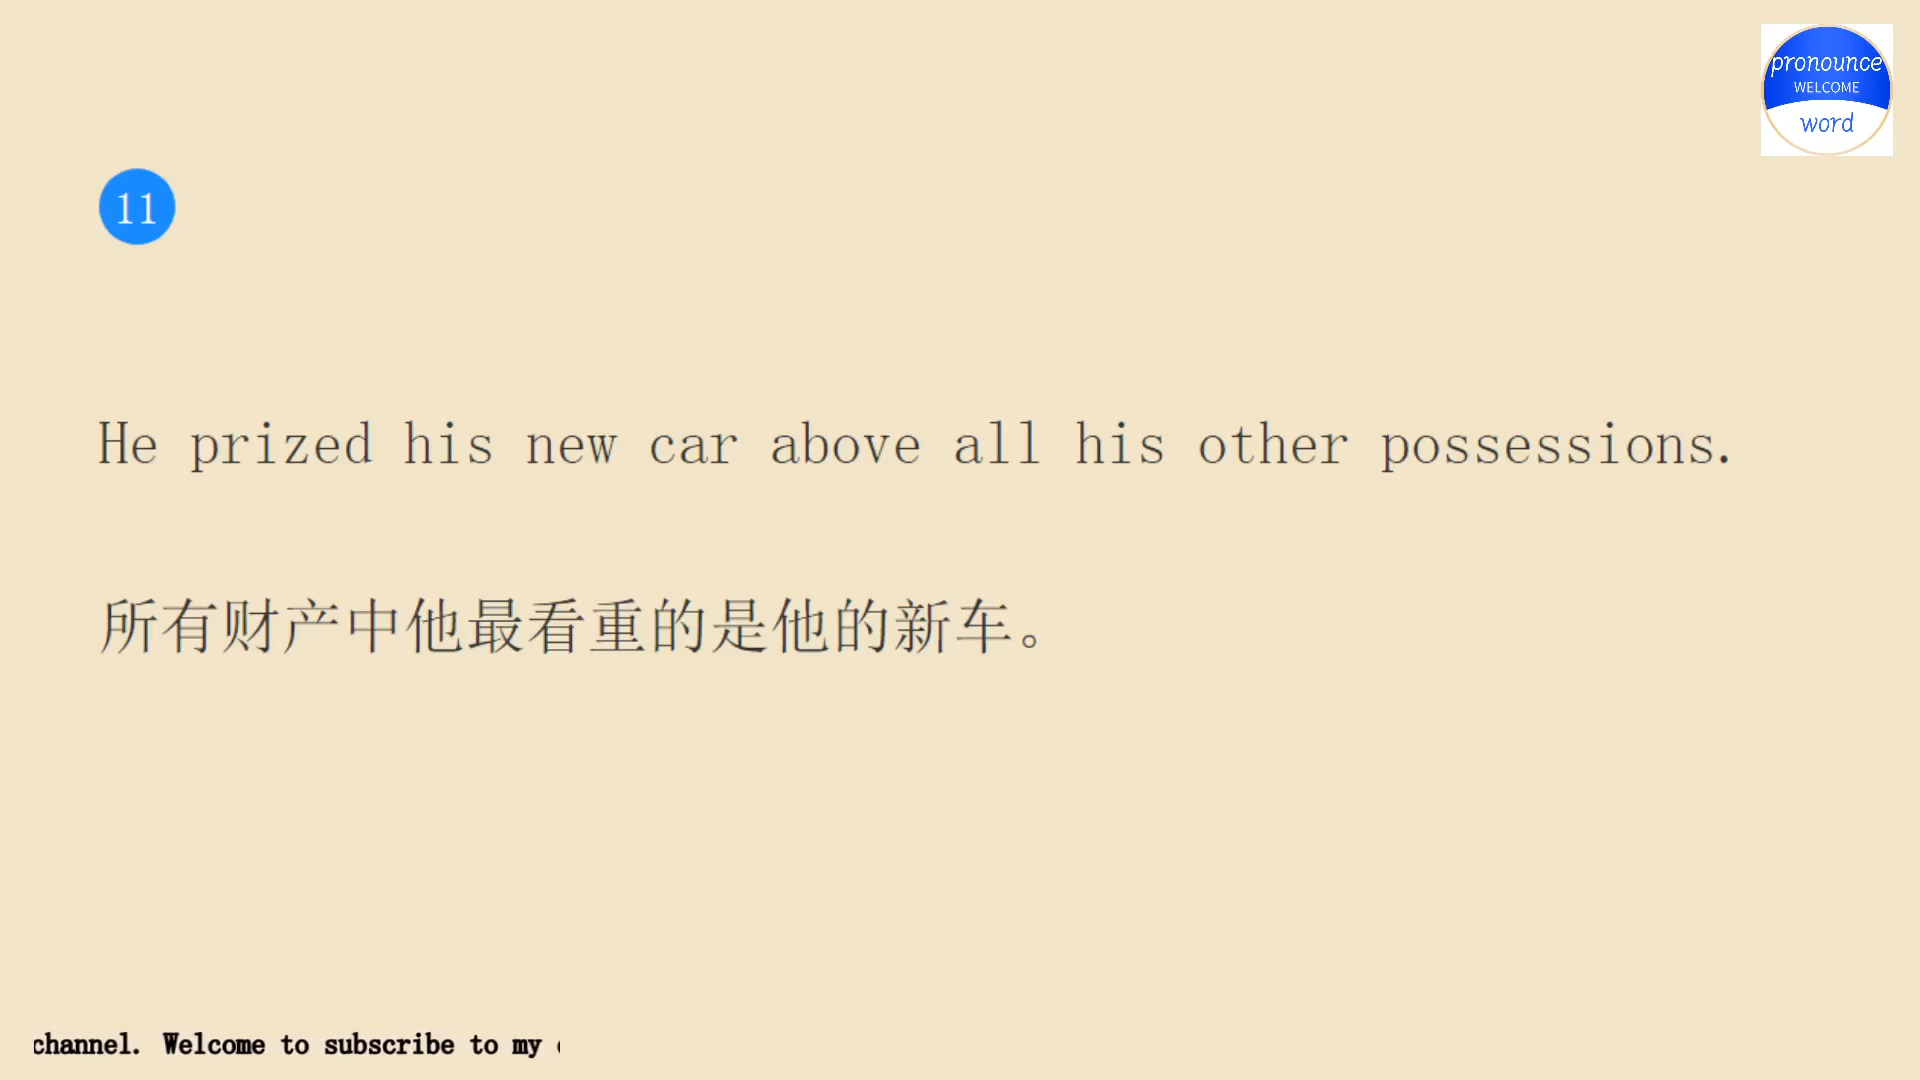 pronounce
WELCOME
word
11
He prized his new car above all his other possessions.
所有财产中他最看重的是他的新车。
channel. Welcome to subscribe to my